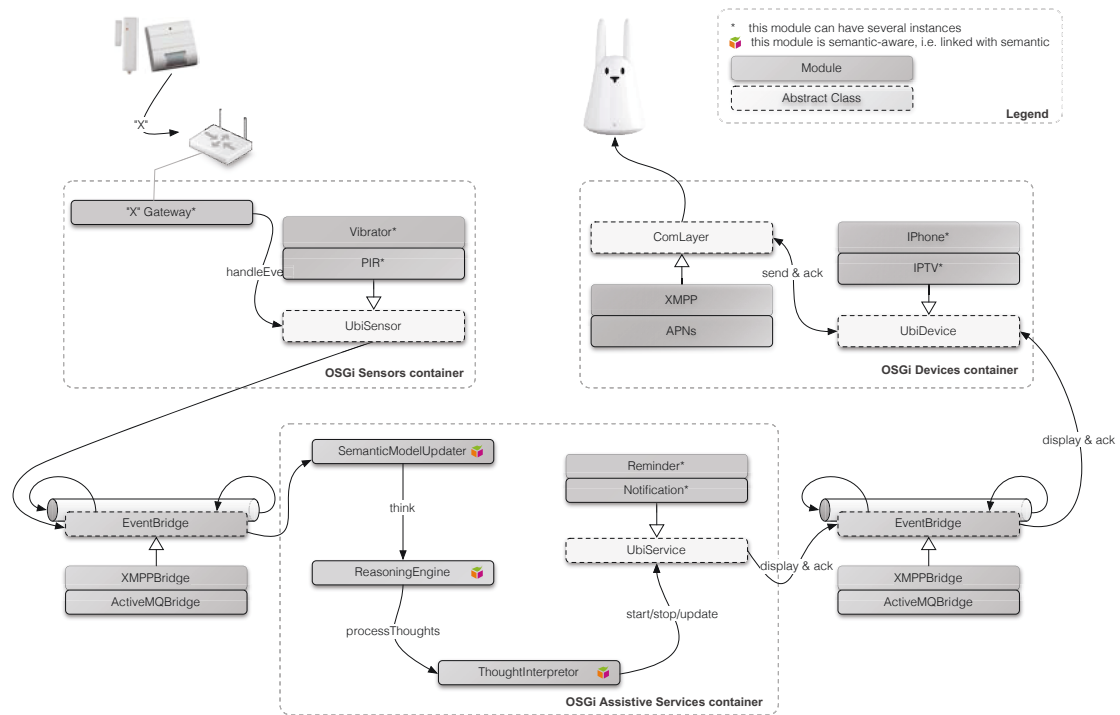 * this module can have several instances
this module is semantic-aware, i.e. linked with semantic
Module
Abstract Class
Legend
"X"
"X" Gateway*
Vibrator*
PIR*
handleEve
UbiSensor
OSGi Sensors container
ComLayer
IPhone*
IPTV*
send & ack
XMPP
APNs
UbiDevice
OSGi Devices container
display & ack
SemanticModelUpdater
think
Reminder*
Notification*
EventBridge
XMPPBridge
ActiveMQBridge
ReasoningEngine
UbiService
display & ack
processThoughts
start/stop/update
ThoughtInterpretor
OSGi Assistive Services container
EventBridge
XMPPBridge
ActiveMQBridge